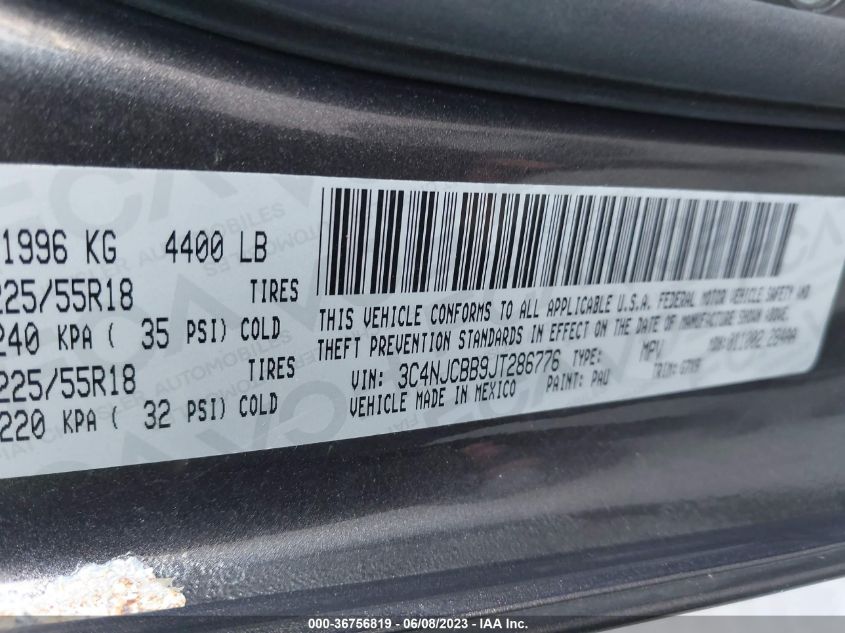 1996 KG 4400 LB
225/55R18 TIRES
240 KPA ( 35 PSI) COLD
225/55R18 TIRES
220 KPA ( 32 PSI) COLD
THIS VEHICLE CONFORMS TO ALL APPLICABLE U.S.A. FEDERAL MOTOR VEHICLE SAFETY AND
THEFT PREVENTION STANDARDS IN EFFECT ON THE DATE OF MANUFACTURE SHOWN ABOVE.
VIN: 3C4NJCBB9JT286776 TYPE: MPV
VEHICLE MADE IN MEXICO PAINT: PAU TRIM:
000-36756819 - 06/08/2023 - IAA Inc.